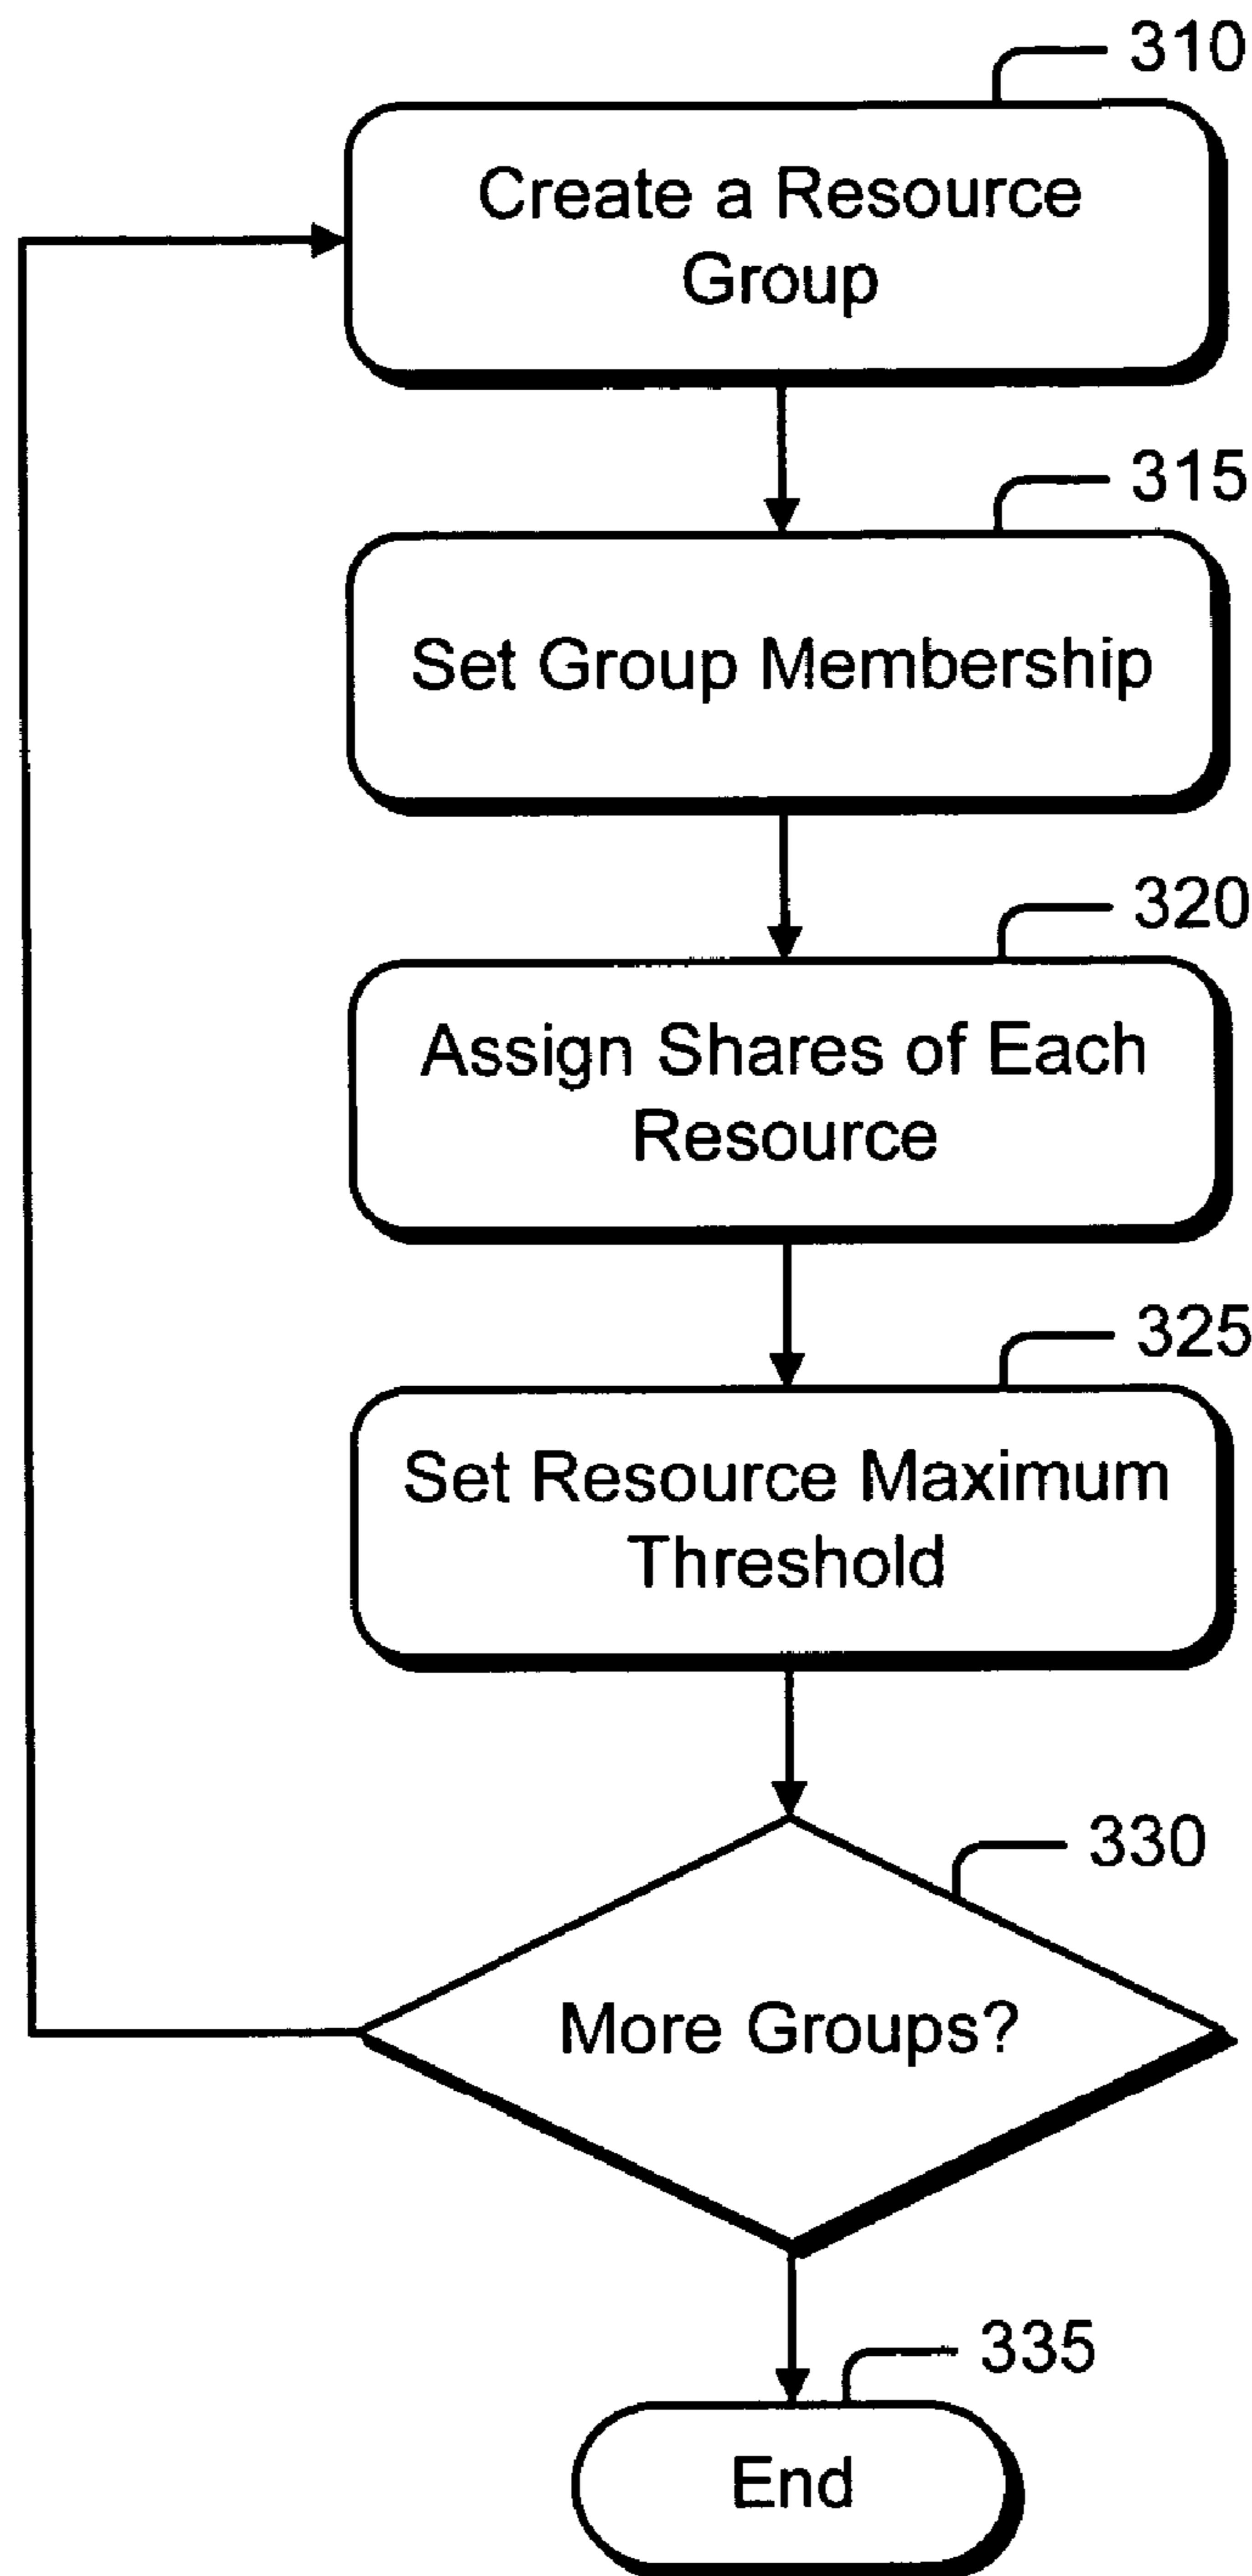 310
Create a Resource
Group
315
Set Group Membership
320
Assign Shares of Each
Resource
325
Set Resource Maximum
Threshold
330
More Groups?
335
End